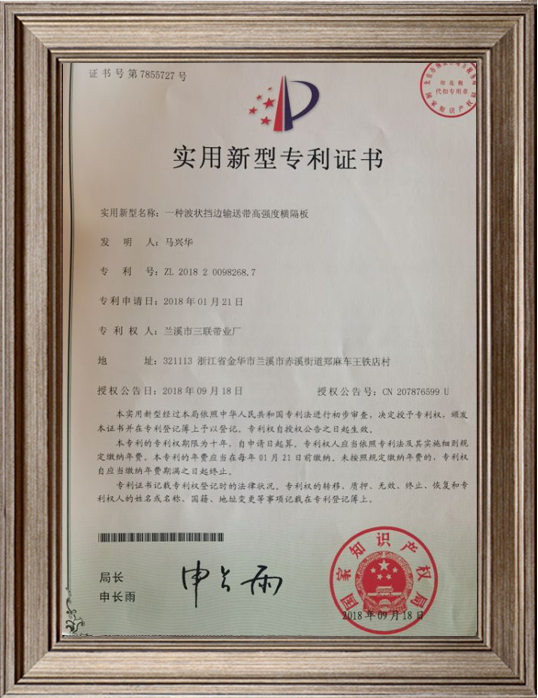 证书号第7855727号
实用新型专利证书
实用新型名称：一种波状挡边输送带高强度横隔板
发 明 人：马兴华
专 利 号：ZL 2018 2 0098268.7
专利申请日：2018年01月21日
专 利 权 人：兰溪市三联带业厂
地 址：321113 浙江省金华市兰溪市赤溪街道郑麻车王铁店村
授权公告日：2018年09月18日 授权公告号：CN 207876599 U
本实用新型经过本局依照中华人民共和国专利法进行初步审查，决定授予专利权，颁发
本证书并在专利登记簿上予以登记。专利权自授权公告之日起生效。
本专利的专利权期限为十年，自申请日起算。专利权人应当依照专利法及其实施细则规
定缴纳年费。本专利的年费应当在每年01月21日前缴纳。未按照规定缴纳年费的，专利权
自应当缴纳年费期满之日起终止。
专利证书记载专利权登记时的法律状况。专利权的转移、质押、无效、终止、恢复和专
利权人的姓名或名称、国籍、地址变更等事项记载在专利登记簿上。
局长
申长雨
申长雨
国家知识产权局
2018年09月18日